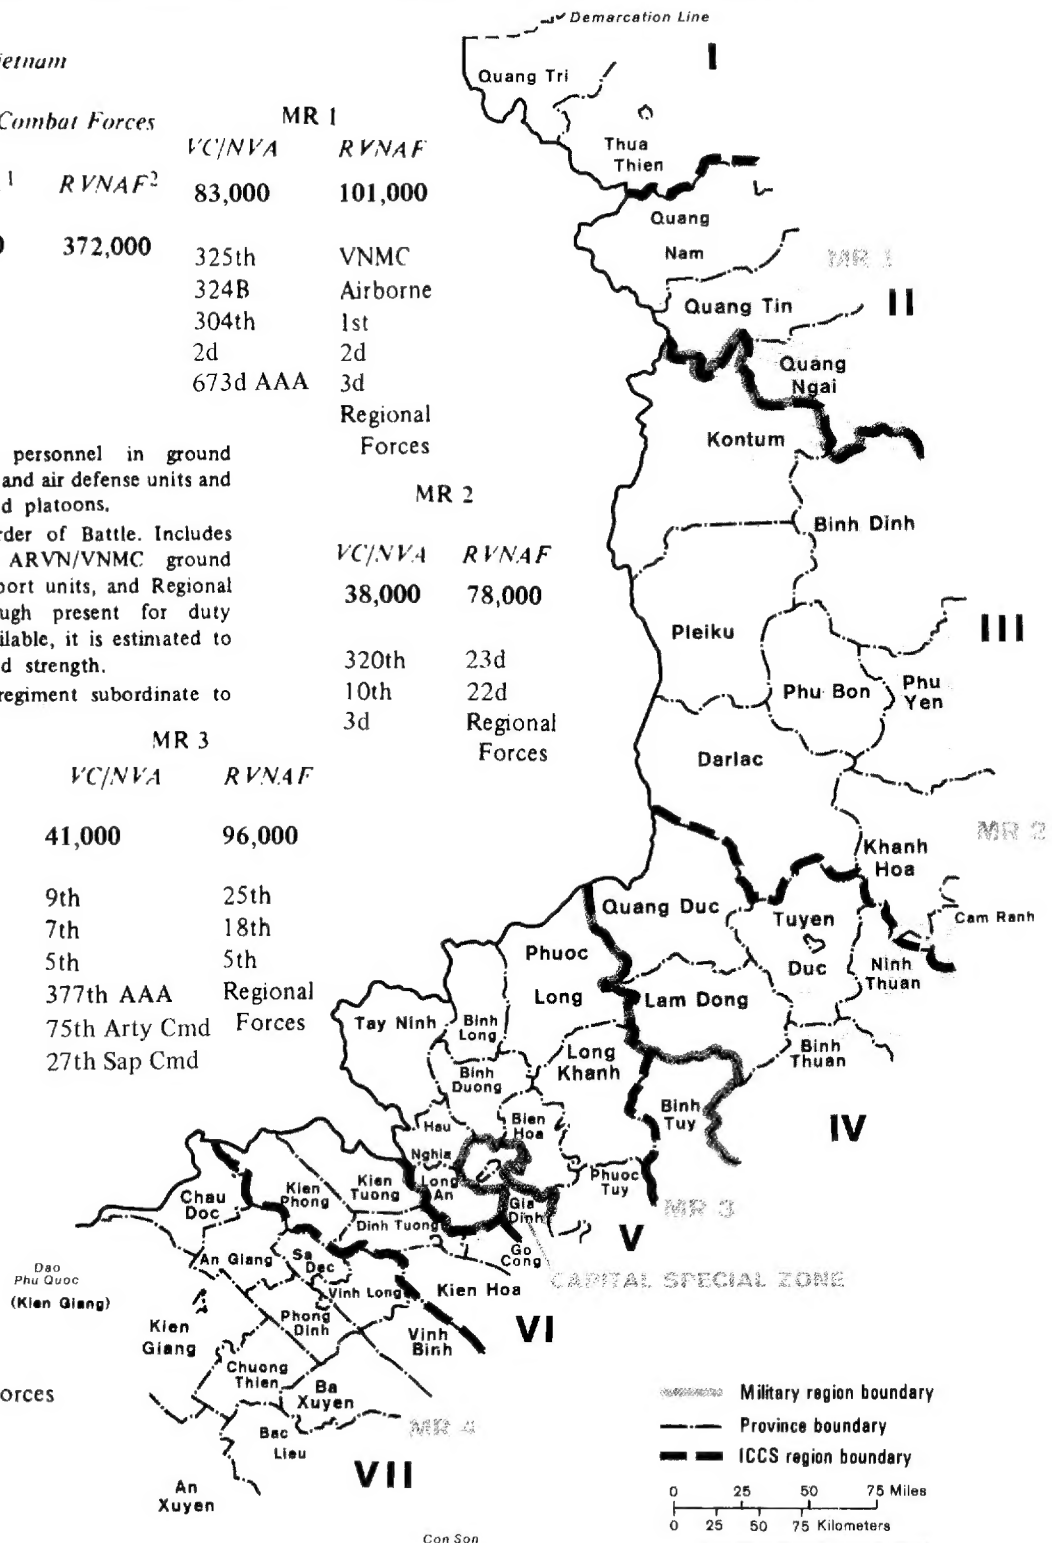 Demarcation Line
ietnam
Combat Forces
1 RVNAF2
0 372,000
MR 1
VC/NVA RVNAF
83,000 101,000
325th VNMC
324B Airborne
304th 1st
2d 2d
673d AAA 3d
Regional
Forces
personnel in ground
and air defense units and
d platoons.
rder of Battle. Includes
ARVN/VNMC ground
port units, and Regional
ugh present for duty
ilable, it is estimated to
d strength.
regiment subordinate to
MR 2
VC/NVA RVNAF
38,000 78,000
320th 23d
10th 22d
3d Regional
Forces
MR 3
VC/NVA RVNAF
41,000 96,000
9th 25th
7th 18th
5th 5th
377th AAA Regional
75th Arty Cmd Forces
27th Sap Cmd
orces
I
Quang Tri
Thua
Thien
Quang
Nam
MR 1
Quang Tin
II
Quang
Ngai
Kontum
Binh Dinh
Pleiku
III
Phu Bon
Phu
Yen
Darlac
MR 2
Khanh
Hoa
Quang Duc
Cam Ranh
Tuyen
Duc
Phuoc
Long
Ninh
Thuan
Lam Dong
Tay Ninh
Binh
Long
Long
Khanh
Binh
Thuan
Binh
Duong
Binh
Tuy
IV
Bien
Hoa
Hau
Nghia
Phuoc
Tuy
Long
An
Gia
Dinh
MR 3
V
Kien
Tuong
Kien
Phong
Chau
Doc
Dinh Tuong
Go
Cong
CAPITAL SPECIAL ZONE
An Giang
Sa
Dec
Dao
Phu Quoc
(Kien Giang)
Vinh Long
Kien Hoa
VI
Phong
Dinh
Vinh
Binh
Kien
Giang
Chuong
Thien
Ba
Xuyen
MR 4
Bac
Lieu
VII
An
Xuyen
Con Son
Military region boundary
Province boundary
ICCS region boundary
0 25 50 75 Miles
0 25 50 75 Kilometers